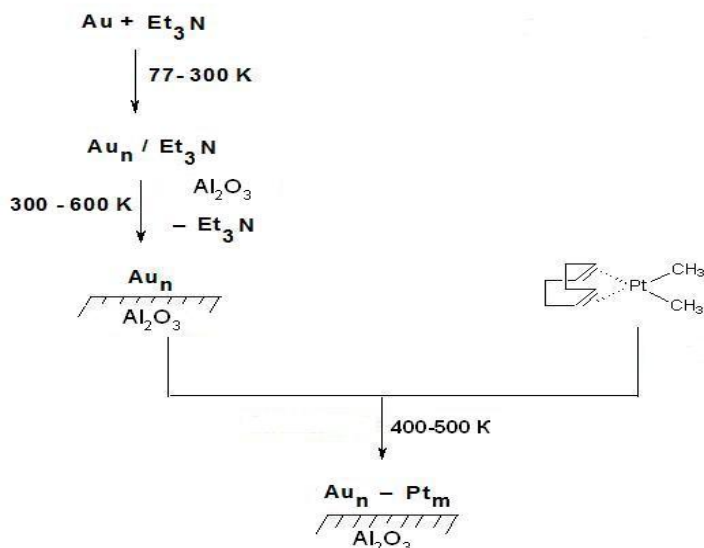 Au + Et₃N
77-300 K
Auₙ / Et₃N
Al₂O₃
300 - 600 K
– Et₃N
Auₙ
Al₂O₃
Pt
CH₃
CH₃
400-500 K
Auₙ – Ptₘ
Al₂O₃